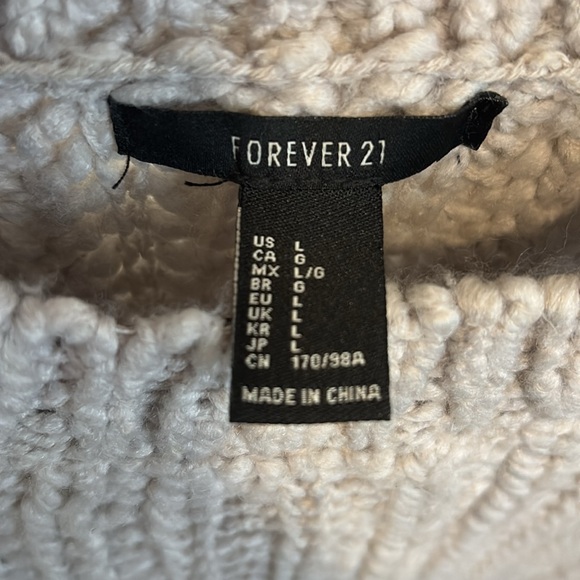 FOREVER 21
US L
CA G
MX L/G
BR G
EU L
UK L
KR L
JP L
CN 170/98A
MADE IN CHINA